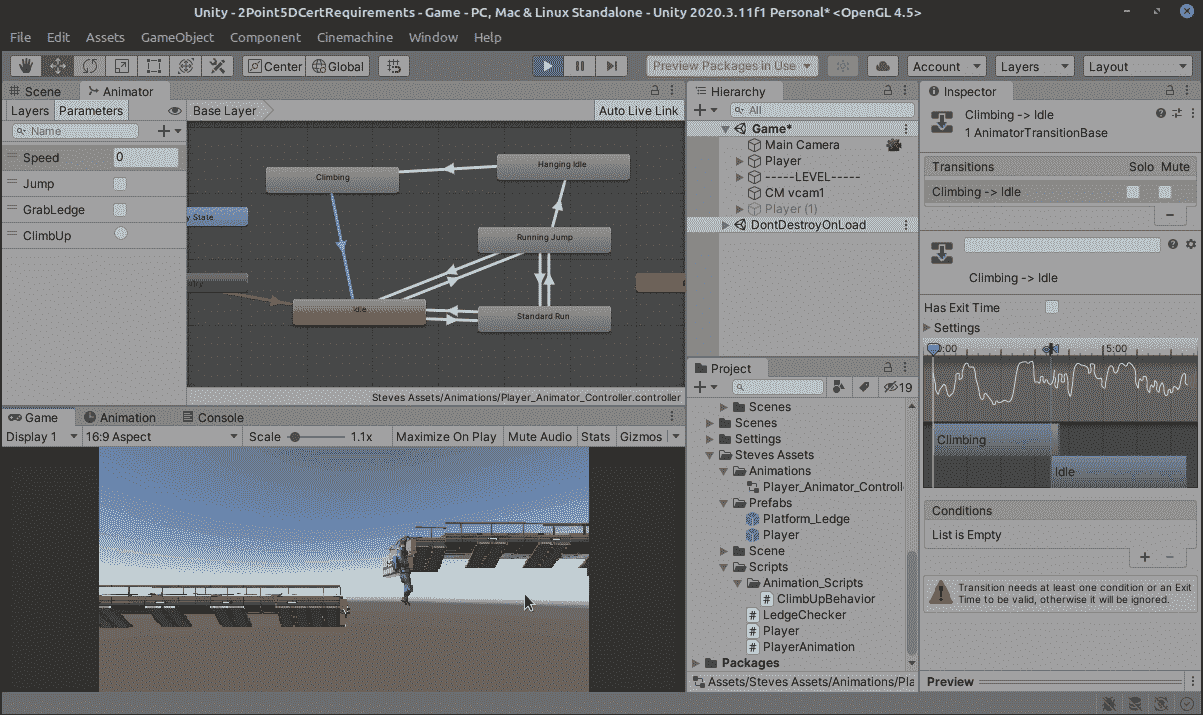 Unity - 2Point5DCertRequirements - Game - PC, Mac & Linux Standalone - Unity 2020.3.11f1 Personal* <OpenGL 4.5>
File Edit Assets GameObject Component Cinemachine Window Help
Center Global Preview Packages in Use Account Layers Layout
Scene Animator
Layers Parameters Base Layer Auto Live Link
Name
Speed 0
Jump
GrabLedge
ClimbUp
Climbing
Hanging Idle
y State
Running Jump
Idle
Standard Run
Steves Assets/Animations/Player_Animator_Controller.controller
Game Animation Console
Display 1 16:9 Aspect Scale 1.1x Maximize On Play Mute Audio Stats Gizmos
Hierarchy
All
Game*
Main Camera
Player
-----LEVEL-----
CM vcam1
Player (1)
DontDestroyOnLoad
Project
19
Scenes
Scenes
Settings
Steves Assets
Animations
Player_Animator_Controll
Prefabs
Platform_Ledge
Player
Scene
Scripts
Animation_Scripts
ClimbUpBehavior
LedgeChecker
Player
PlayerAnimation
Packages
Assets/Steves Assets/Animations/Pla
Inspector
Climbing -> Idle
1 AnimatorTransitionBase
Transitions Solo Mute
Climbing -> Idle
Climbing -> Idle
Has Exit Time
Settings
:00 5:00
Climbing
Idle
Conditions
List is Empty
Transition needs at least one condition or an Exit
Time to be valid, otherwise it will be ignored.
Preview